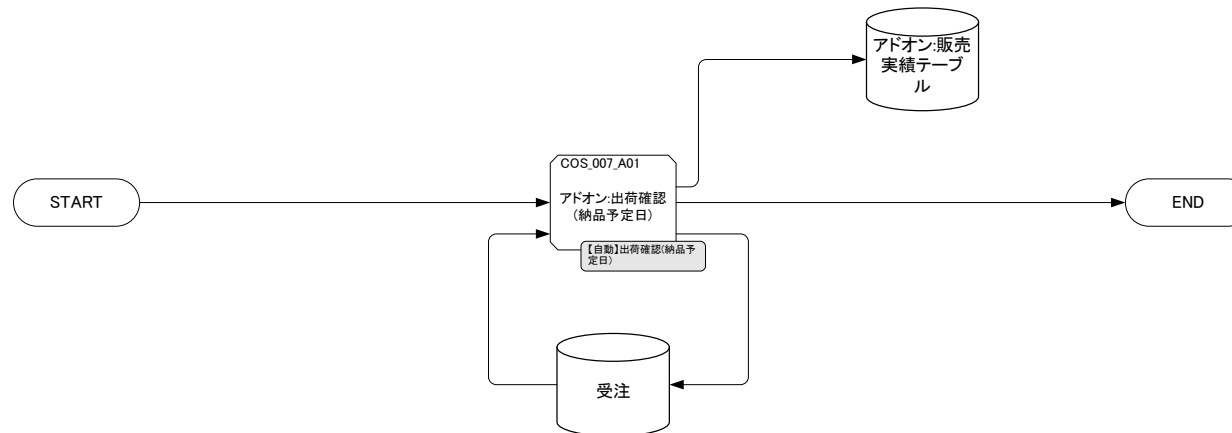 アドオン:販売
実績テーブ
ル
COS_007_A01
アドオン:出荷確認
(納品予定日)
START
END
【自動】出荷確認(納品予
定日)
受注